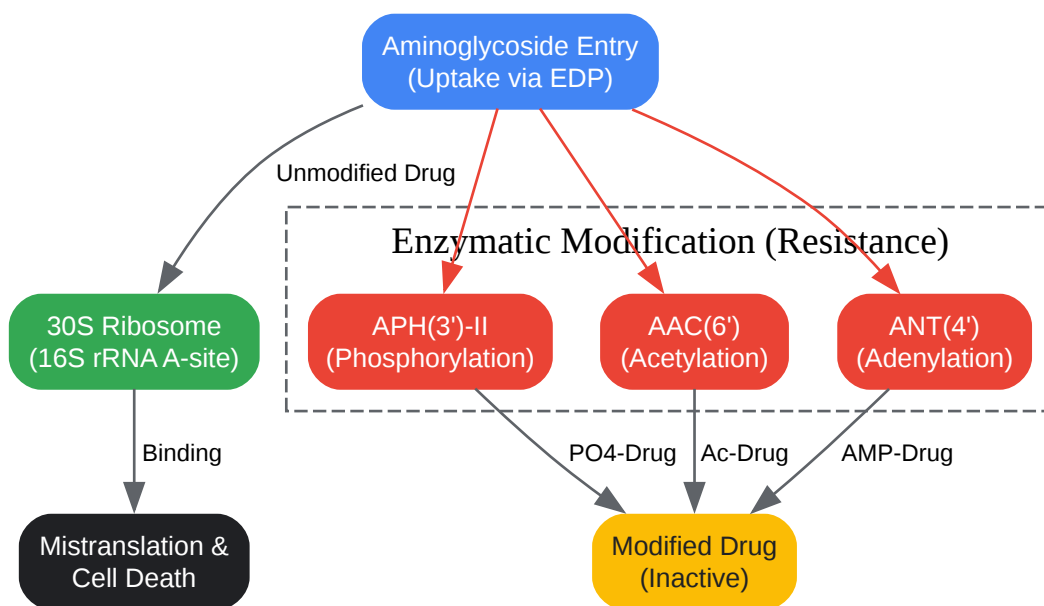 Aminoglycoside Entry
(Uptake via EDP)
Unmodified Drug
Enzymatic Modification (Resistance)
30S Ribosome
(16S rRNA A-site)
APH(3')-II
(Phosphorylation)
AAC(6')
(Acetylation)
ANT(4')
(Adenylation)
Binding
PO4-Drug
Ac-Drug
AMP-Drug
Mistranslation &
Cell Death
Modified Drug
(Inactive)